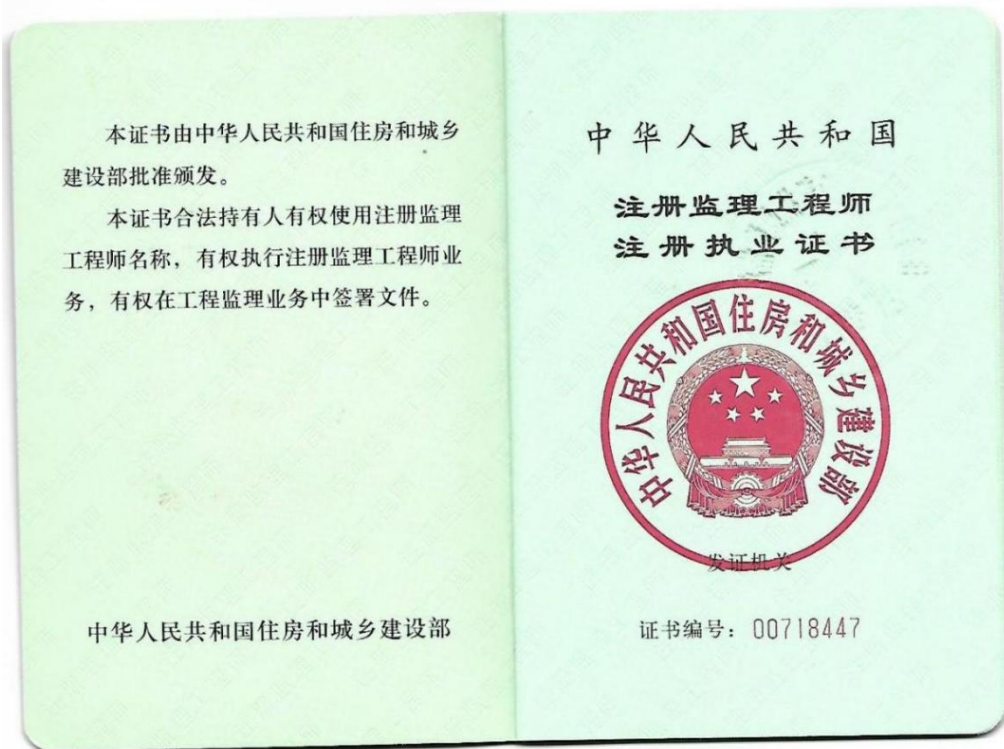 本证书由中华人民共和国住房和城乡
建设部批准颁发。
本证书合法持有人有权使用注册监理
工程师名称，有权执行注册监理工程师业
务，有权在工程监理业务中签署文件。
中华人民共和国住房和城乡建设部
中华人民共和国
注册监理工程师
注册执业证书
中华人民共和国住房和城乡建设部
发证机关
证书编号：00718447